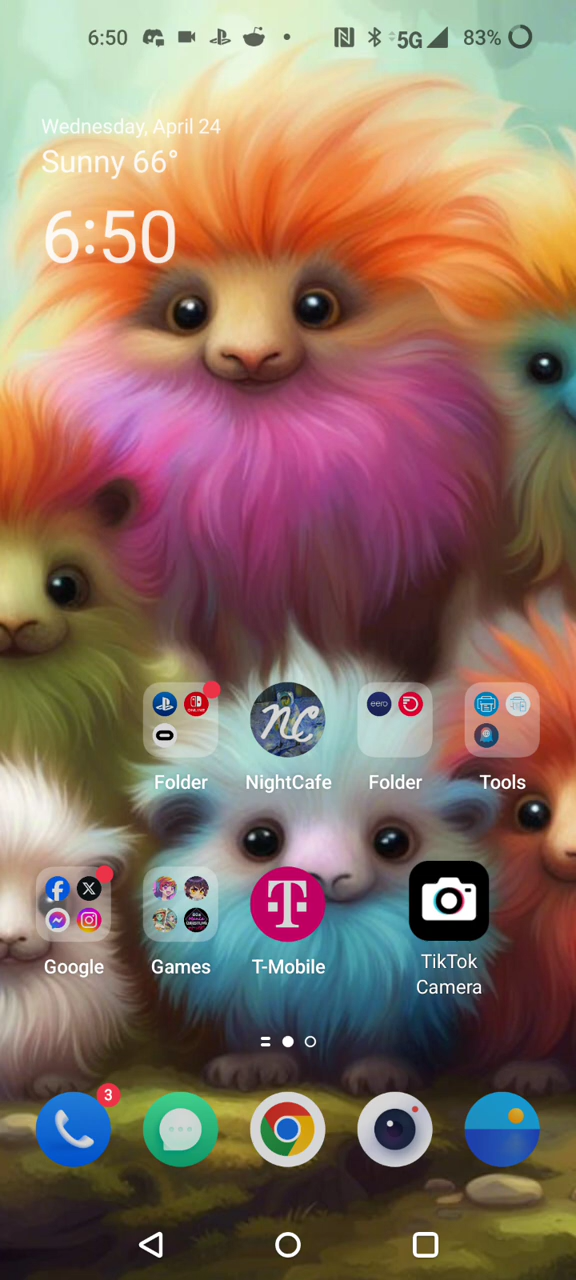 6:50 5G 83%
Wednesday, April 24
Sunny 66°
6:50
eero
Folder NightCafe Folder Tools
Google Games T-Mobile TikTok
Camera
3